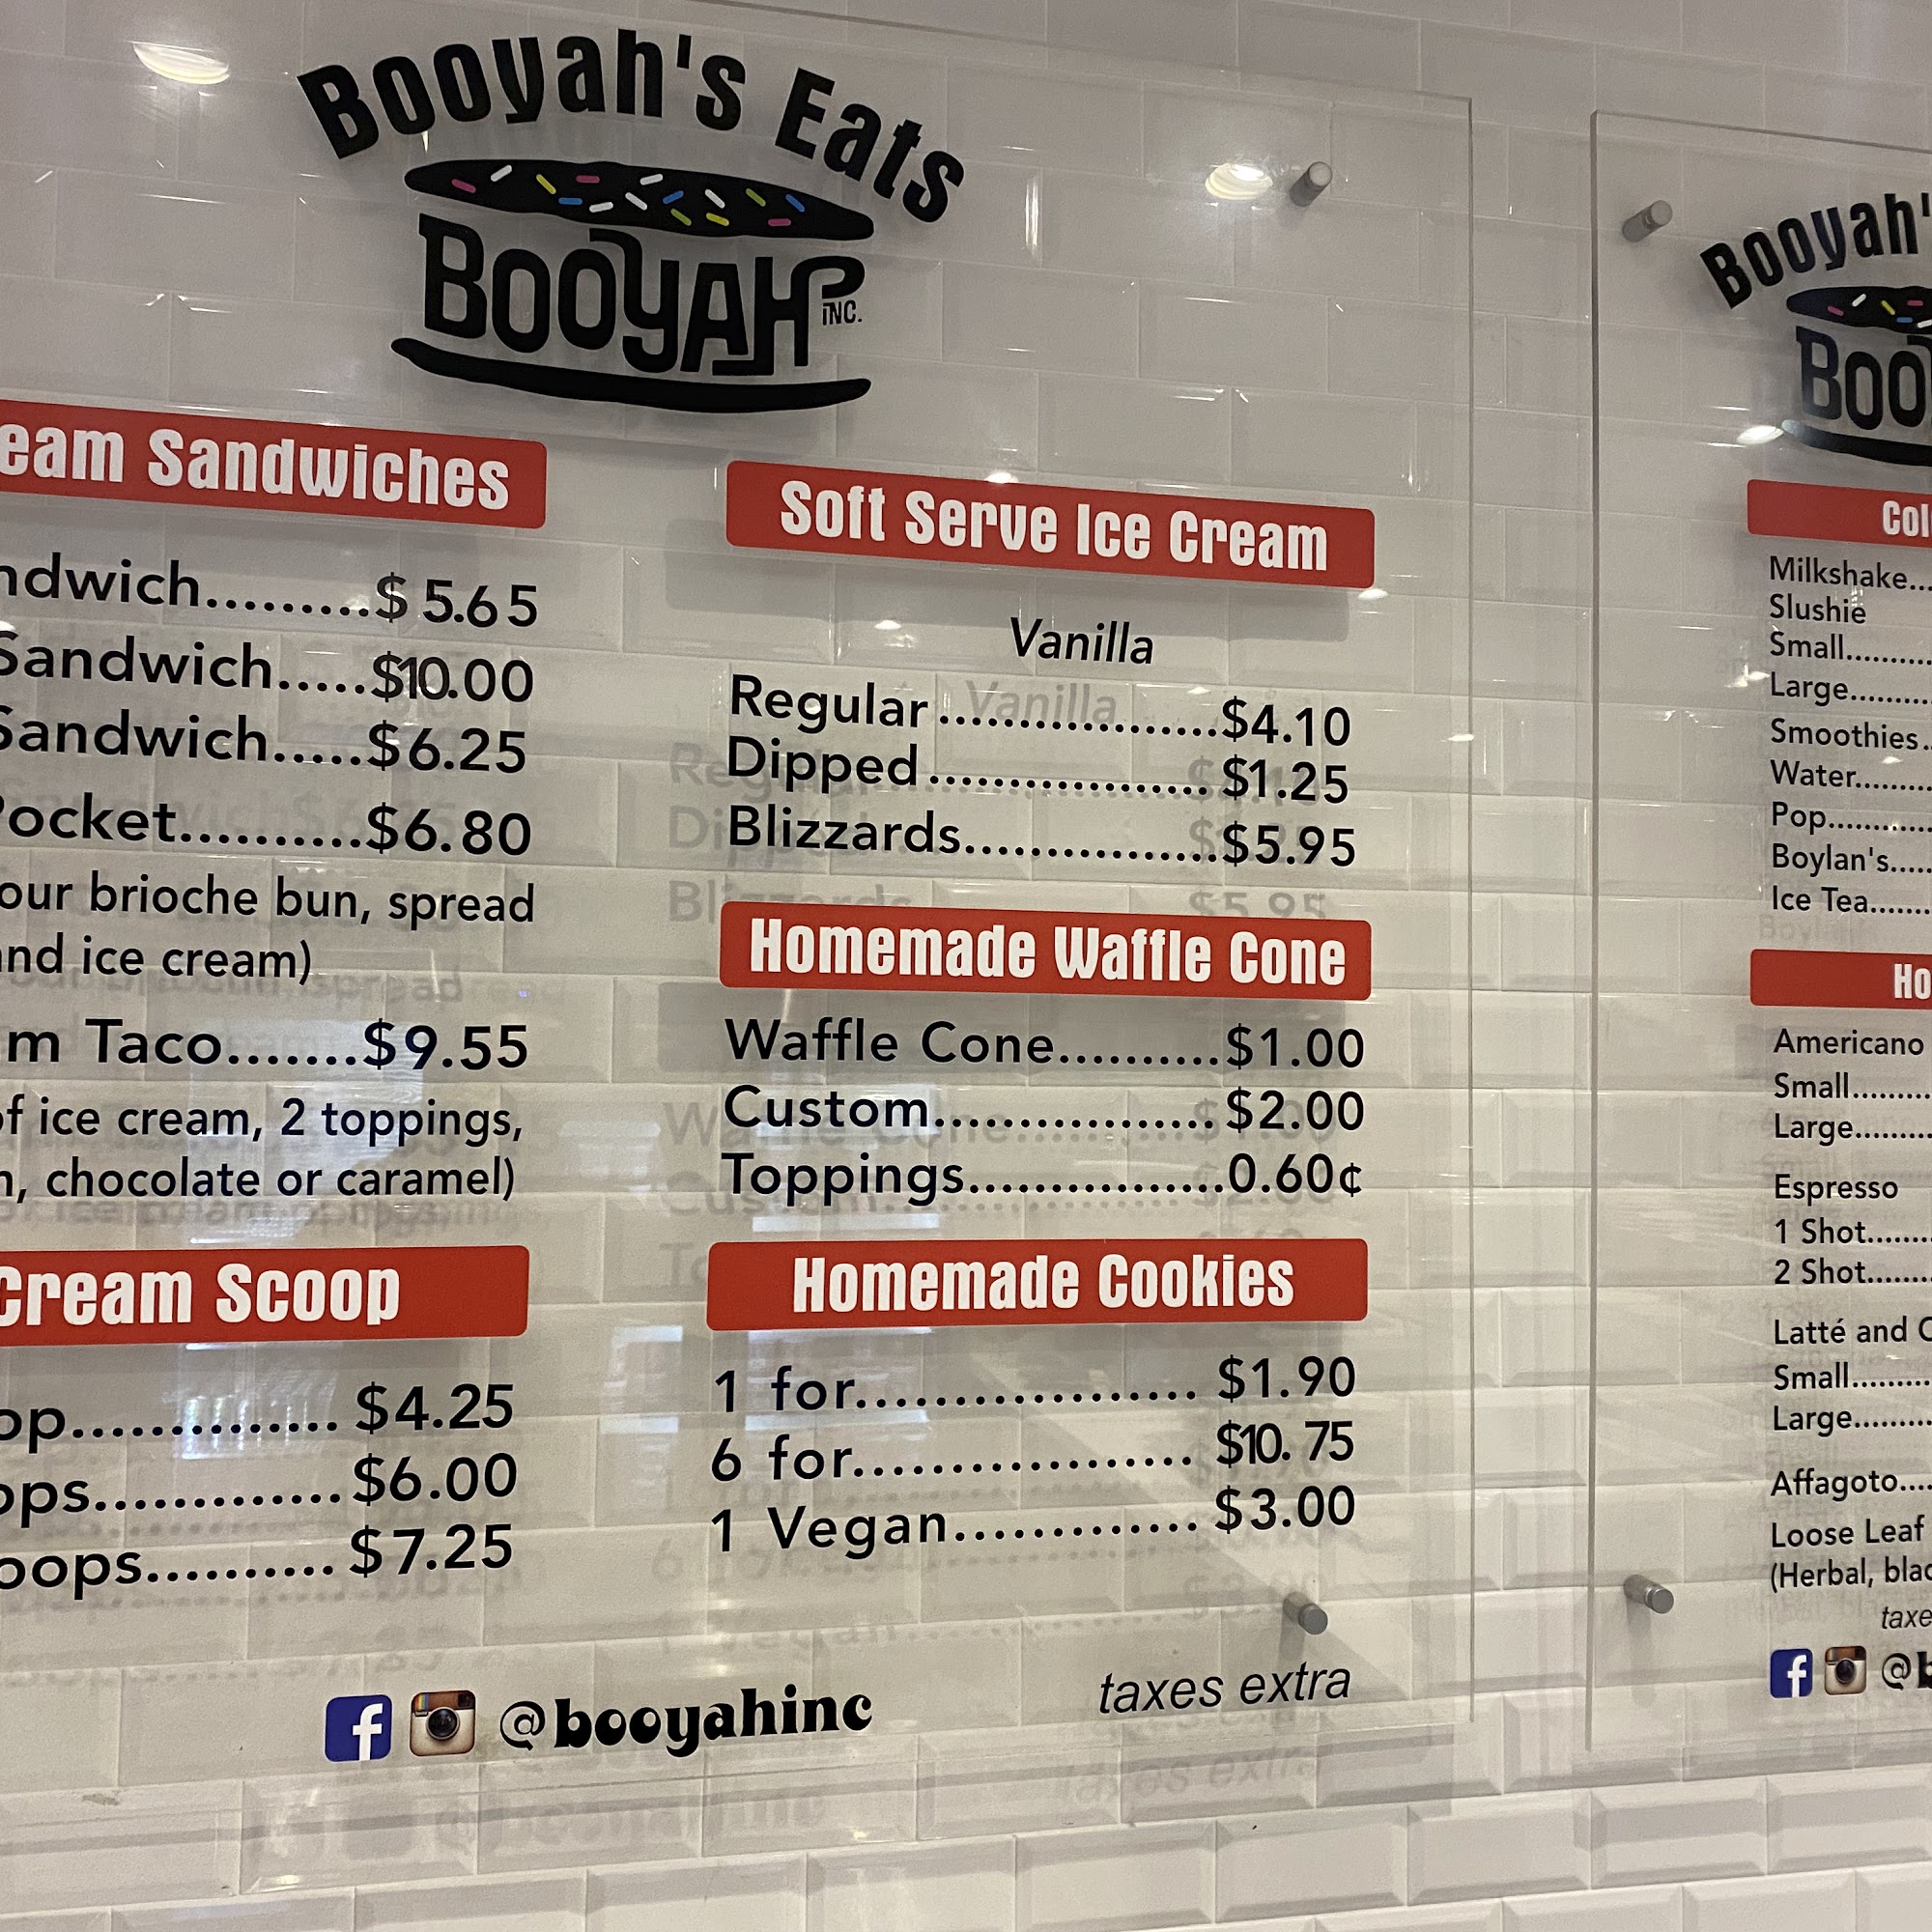 Booyah's Eats
BOOYAH INC.
eam Sandwiches
ndwich.........$5.65
Sandwich.....$10.00
Sandwich.....$6.25
Pocket..........$6.80
our brioche bun, spread
and ice cream)
m Taco.......$9.55
of ice cream, 2 toppings,
, chocolate or caramel)
Cream Scoop
op.............. $4.25
ops............. $6.00
oops.......... $7.25
Soft Serve Ice Cream
Vanilla
Regular..................$4.10
Dipped.................. $1.25
Blizzards................$5.95
Homemade Waffle Cone
Waffle Cone..........$1.00
Custom.................$2.00
Toppings................0.60¢
Homemade Cookies
1 for................... $1.90
6 for................... $10.75
1 Vegan............. $3.00
@booyahinc
taxes extra
Booyah's
BOO
Col
Milkshake...
Slushie
Small..........
Large.........
Smoothies..
Water.........
Pop............
Boylan's.....
Ice Tea.......
Ho
Americano
Small.........
Large.........
Espresso
1 Shot.......
2 Shot.......
Latté and C
Small.........
Large.........
Affagoto....
Loose Leaf
(Herbal, blac
taxe
@b